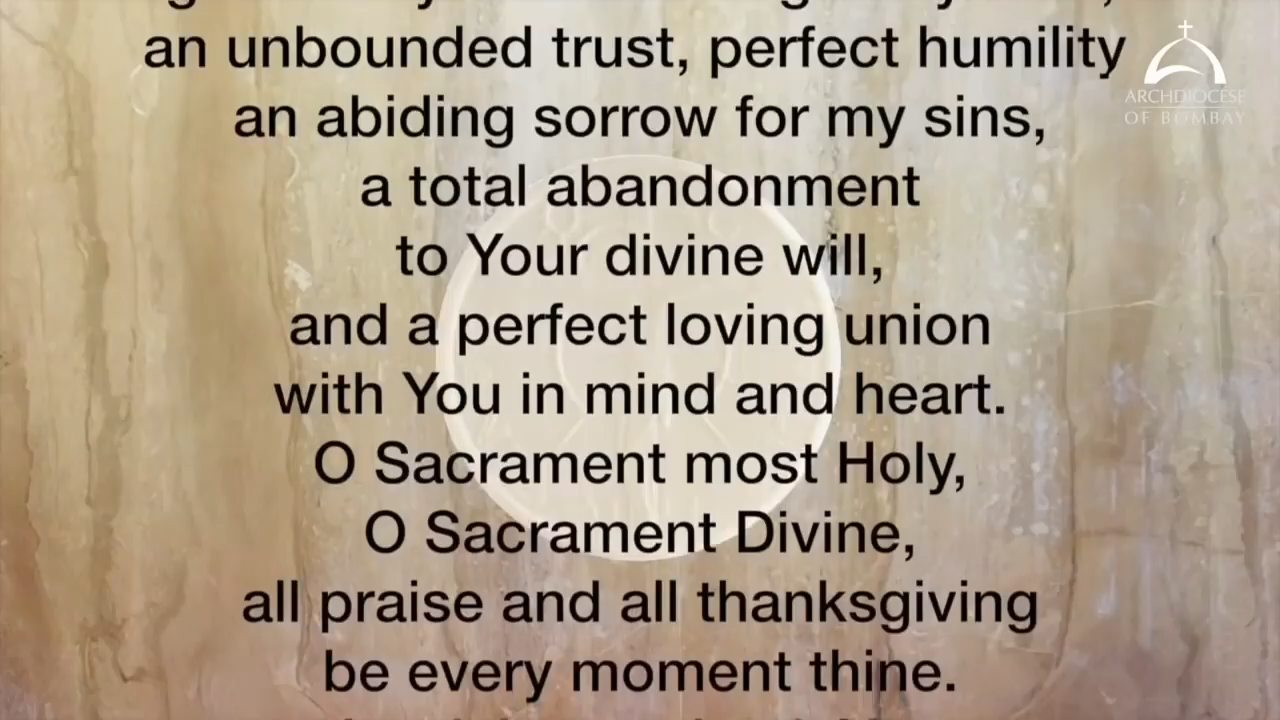 an unbounded trust, perfect humility
an abiding sorrow for my sins,
a total abandonment
to Your divine will,
and a perfect loving union
with You in mind and heart.
O Sacrament most Holy,
O Sacrament Divine,
all praise and all thanksgiving
be every moment thine.
ARCHDIOCESE
OF BOMBAY